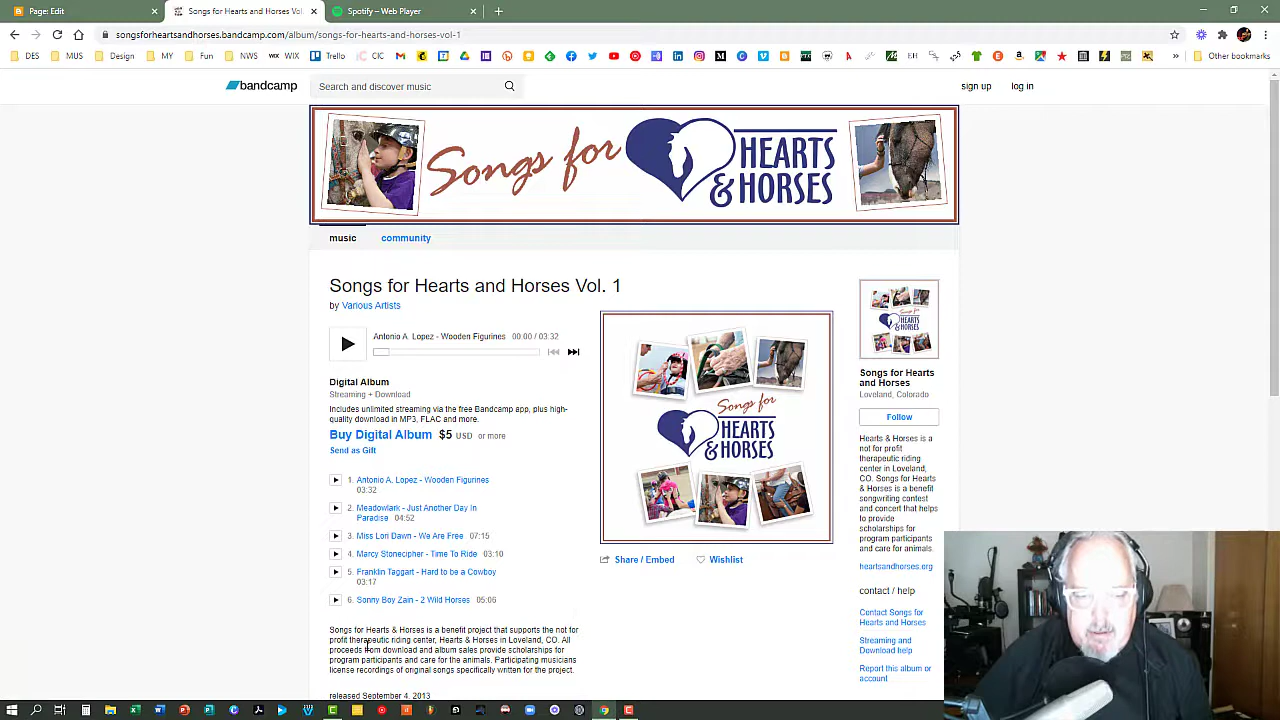 Page: Edit
Songs for Hearts and Horses Vol.
Spotify – Web Player
songsforheartsandhorses.bandcamp.com/album/songs-for-hearts-and-horses-vol-1
DES
Music
Design
MY
Fun
NWS
WIX
Trello
CIC
Other bookmarks
bandcamp
Search and discover music
sign up
log in
Songs for HEARTS & HORSES
music
community
Songs for Hearts and Horses Vol. 1
by Various Artists
Antonio A. Lopez - Wooden Figurines 00:00 / 03:32
Digital Album
Streaming + Download
Includes unlimited streaming via the free Bandcamp app, plus high-
quality download in MP3, FLAC and more.
Buy Digital Album $5 USD or more
Send as Gift
1. Antonio A. Lopez - Wooden Figurines
03:32
2. Meadowlark - Just Another Day In
Paradise 04:52
3. Miss Lori Dawn - We Are Free 07:15
4. Marcy Stonecipher - Time To Ride 03:10
5. Franklin Taggart - Hard to be a Cowboy
03:17
6. Sonny Boy Zain - 2 Wild Horses 05:06
Songs for Hearts & Horses is a benefit project that supports the not for
profit therapeutic riding center, Hearts & Horses in Loveland, CO. All
proceeds from download and album sales provide scholarships for
program participants and care for the animals. Participating musicians
license recordings of original songs specifically written for the project.
released September 4, 2013
Songs for
HEARTS
& HORSES
Share / Embed
Wishlist
Songs for
HEARTS
& HORSES
Songs for Hearts
and Horses
Loveland, Colorado
Follow
Hearts & Horses is a
not for profit
therapeutic riding
center in Loveland,
CO. Songs for Hearts
& Horses is a benefit
songwriting contest
and concert that helps
to provide
scholarships for
program participants
and care for animals.
heartsandhorses.org
contact / help
Contact Songs for
Hearts and Horses
Streaming and
Download help
Report this album or
account